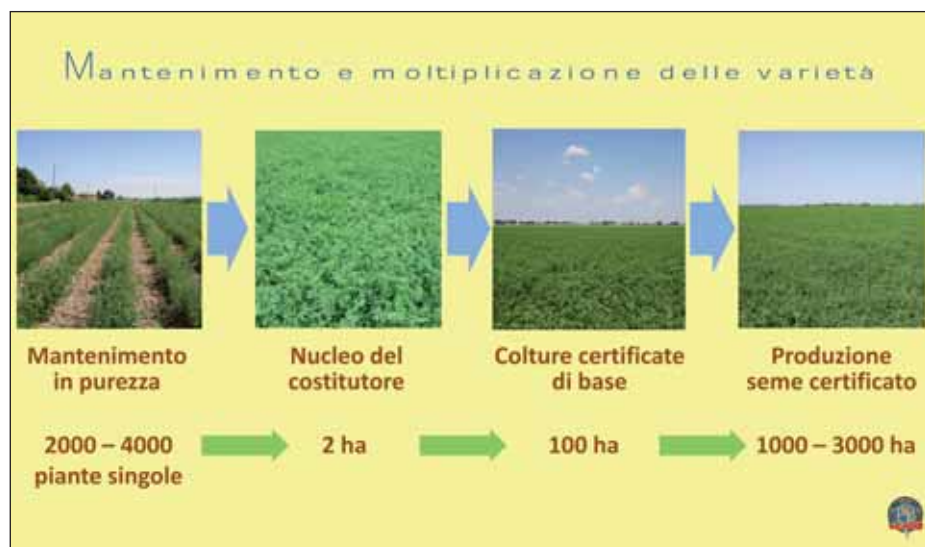 Mantenimento e moltiplicazione delle varietà
Mantenimento
in purezza
Nucleo del
costitutore
Colture certificate
di base
Produzione
seme certificato
2000 – 4000
piante singole
2 ha
100 ha
1000 – 3000 ha